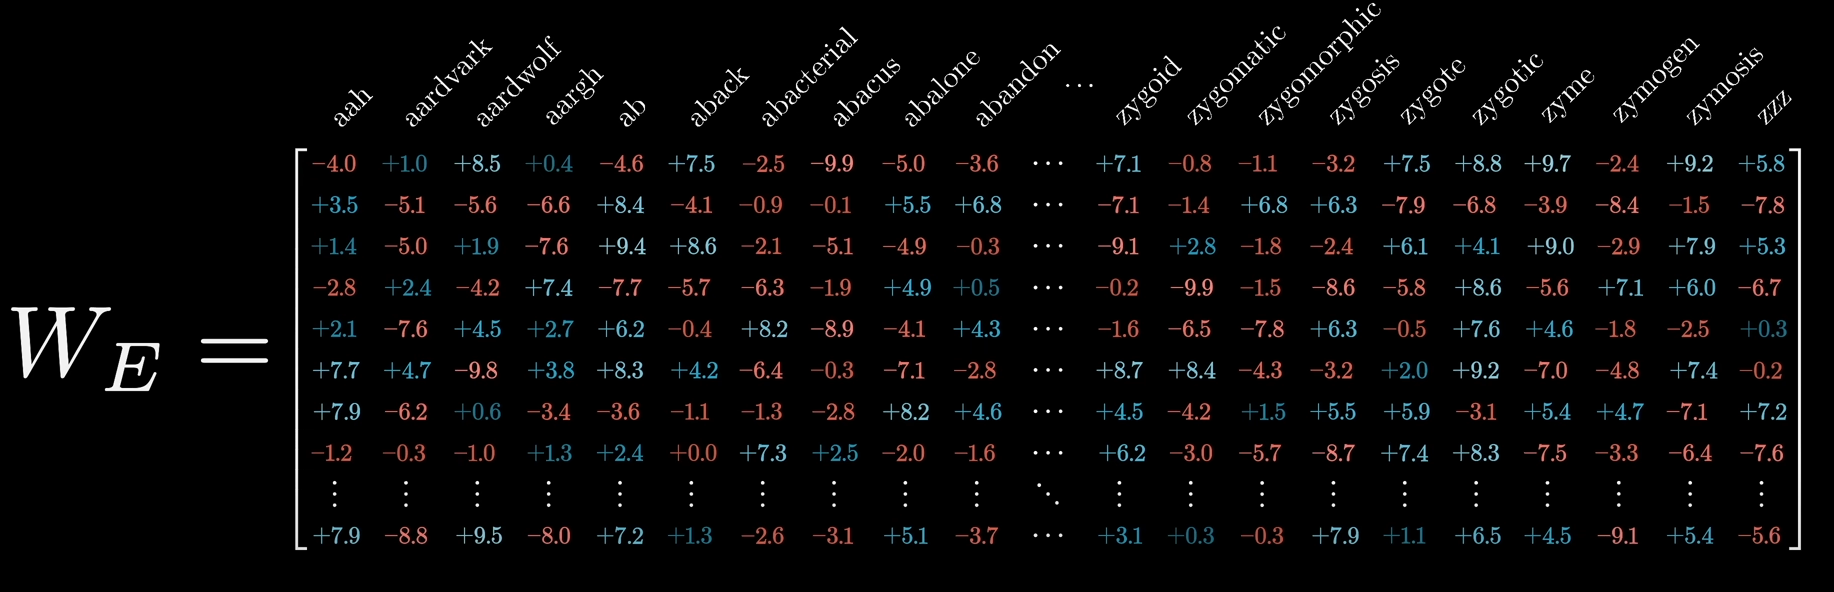 aah aardvark aardwolf aargh ab aback abacterial abacus abalone abandon ⋯ zygoid zygomatic zygomorphic zygosis zygote zygotic zyme zymogen zymosis zzz
−4.0 +1.0 +8.5 +0.4 −4.6 +7.5 −2.5 −9.9 −5.0 −3.6 ⋯ +7.1 −0.8 −1.1 −3.2 +7.5 +8.8 +9.7 −2.4 +9.2 +5.8
+3.5 −5.1 −5.6 −6.6 +8.4 −4.1 −0.9 −0.1 +5.5 +6.8 ⋯ −7.1 −1.4 +6.8 +6.3 −7.9 −6.8 −3.9 −8.4 −1.5 −7.8
+1.4 −5.0 +1.9 −7.6 +9.4 +8.6 −2.1 −5.1 −4.9 −0.3 ⋯ −9.1 +2.8 −1.8 −2.4 +6.1 +4.1 +9.0 −2.9 +7.9 +5.3
−2.8 +2.4 −4.2 +7.4 −7.7 −5.7 −6.3 −1.9 +4.9 +0.5 ⋯ −0.2 −9.9 −1.5 −8.6 −5.8 +8.6 −5.6 +7.1 +6.0 −6.7
W_E =
+2.1 −7.6 +4.5 +2.7 +6.2 −0.4 +8.2 −8.9 −4.1 +4.3 ⋯ −1.6 −6.5 −7.8 +6.3 −0.5 +7.6 +4.6 −1.8 −2.5 +0.3
+7.7 +4.7 −9.8 +3.8 +8.3 +4.2 −6.4 −0.3 −7.1 −2.8 ⋯ +8.7 +8.4 −4.3 −3.2 +2.0 +9.2 −7.0 −4.8 +7.4 −0.2
+7.9 −6.2 +0.6 −3.4 −3.6 −1.1 −1.3 −2.8 +8.2 +4.6 ⋯ +4.5 −4.2 +1.5 +5.5 +5.9 −3.1 +5.4 +4.7 −7.1 +7.2
−1.2 −0.3 −1.0 +1.3 +2.4 +0.0 +7.3 +2.5 −2.0 −1.6 ⋯ +6.2 −3.0 −5.7 −8.7 +7.4 +8.3 −7.5 −3.3 −6.4 −7.6
⋮ ⋮ ⋮ ⋮ ⋮ ⋮ ⋮ ⋮ ⋮ ⋮ ⋱ ⋮ ⋮ ⋮ ⋮ ⋮ ⋮ ⋮ ⋮ ⋮ ⋮
+7.9 −8.8 +9.5 −8.0 +7.2 +1.3 −2.6 −3.1 +5.1 −3.7 ⋯ +3.1 +0.3 −0.3 +7.9 +1.1 +6.5 +4.5 −9.1 +5.4 −5.6